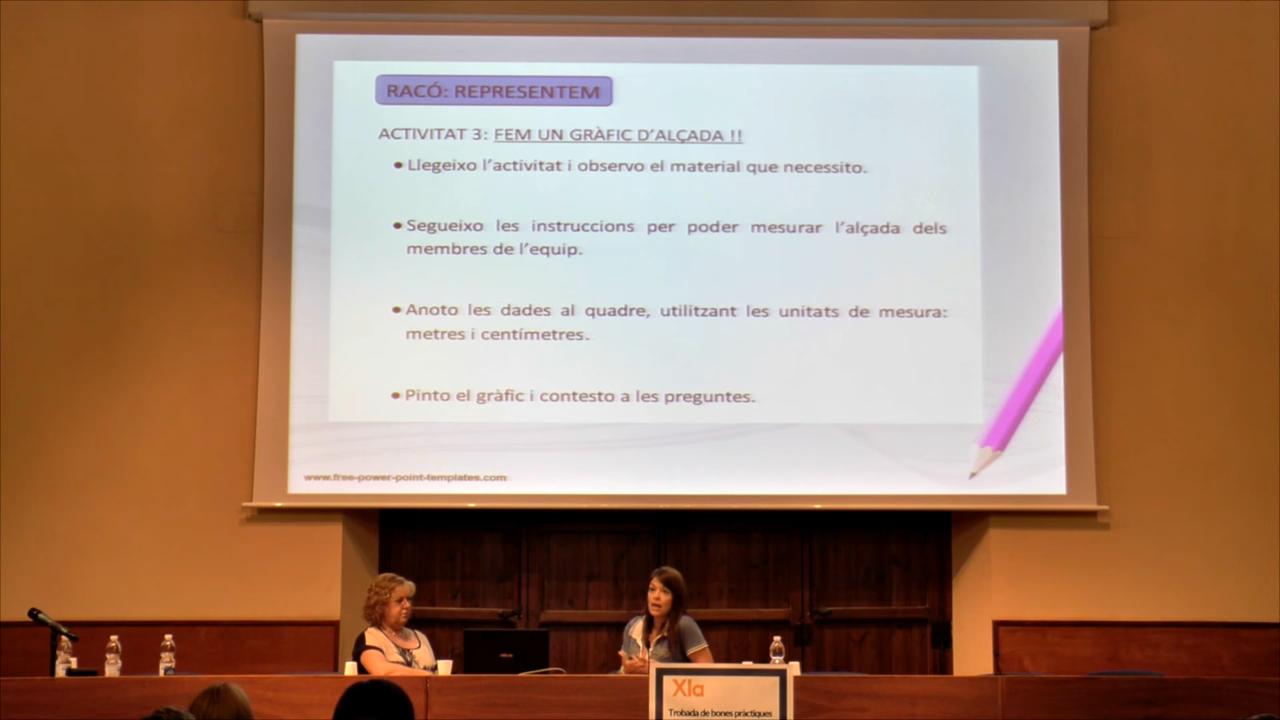 RACÓ: REPRESENTEM
ACTIVITAT 3: FEM UN GRÀFIC D'ALÇADA !!
• Llegeixo l'activitat i observo el material que necessito.
• Segueixo les instruccions per poder mesurar l'alçada dels
membres de l'equip.
• Anoto les dades al quadre, utilitzant les unitats de mesura:
metres i centímetres.
• Pinto el gràfic i contesto a les preguntes.
www.free-power-point-templates.com
XIa
Trobada de bones pràctiques